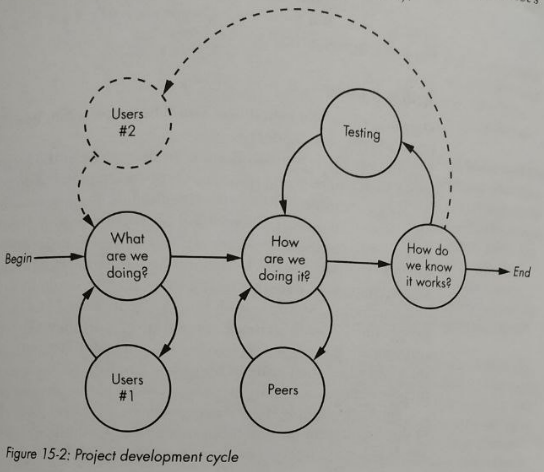 Users
#2
Testing
Begin
What
are we
doing?
How
are we
doing it?
How do
we know
it works?
End
Users
#1
Peers
Figure 15-2: Project development cycle